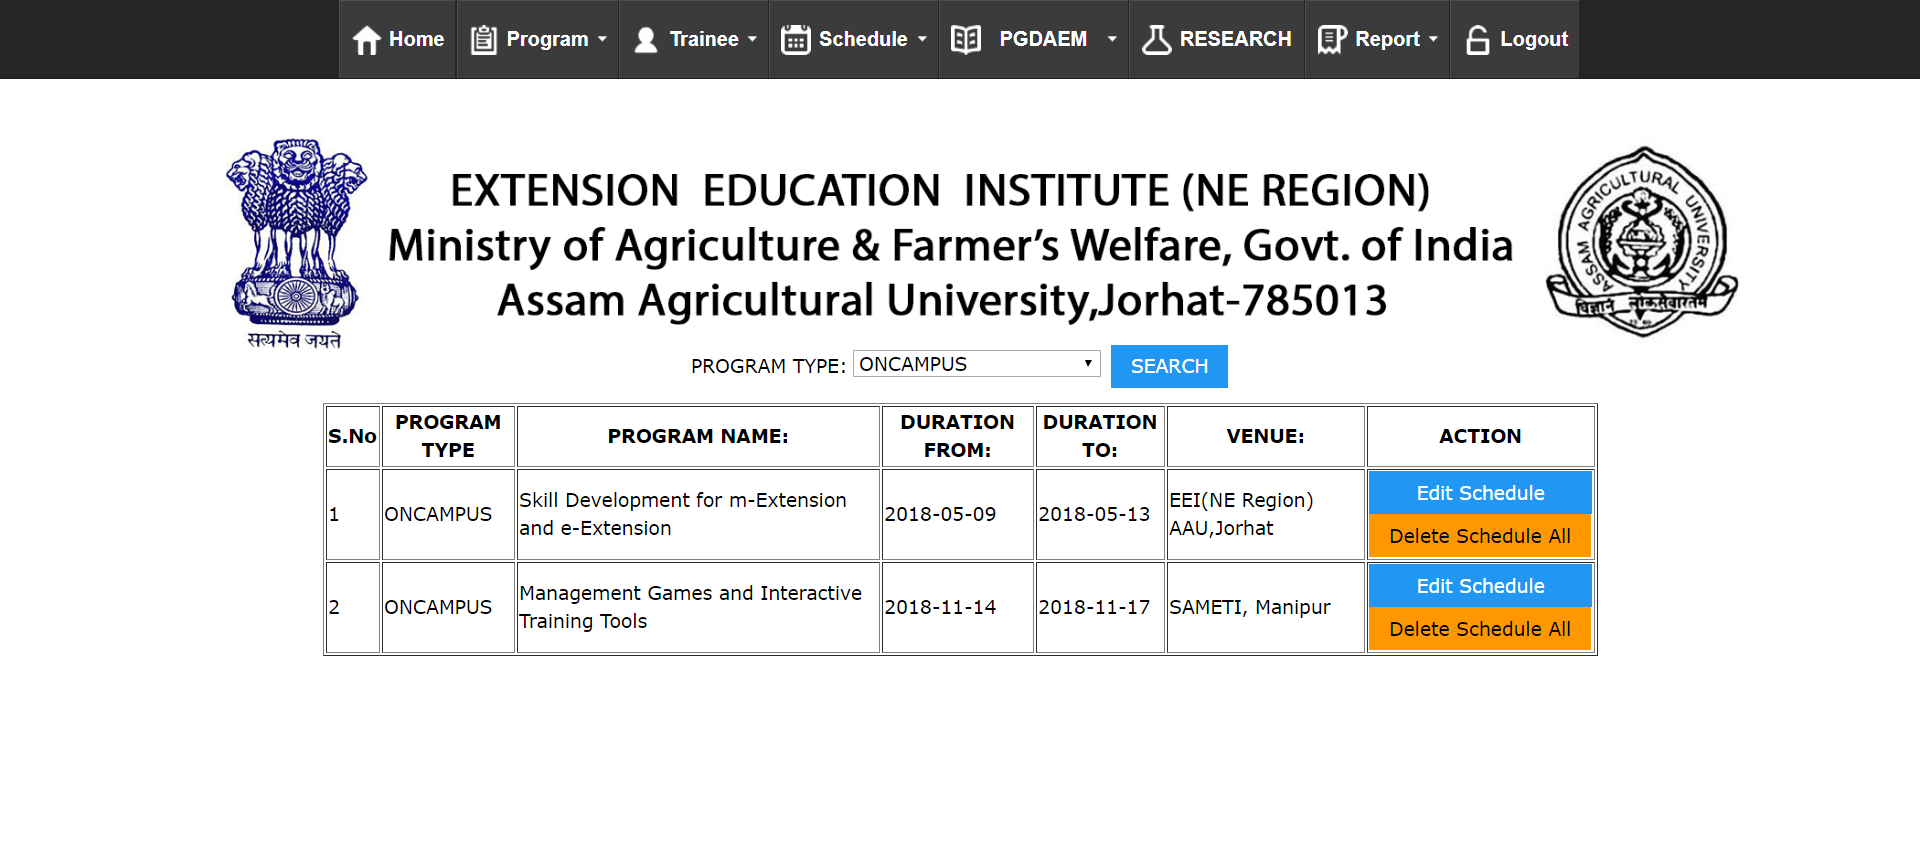 Home Program Trainee Schedule PGDAEM RESEARCH Report Logout
EXTENSION EDUCATION INSTITUTE (NE REGION)
Ministry of Agriculture & Farmer's Welfare, Govt. of India
Assam Agricultural University,Jorhat-785013
सत्यमेव जयते
ASSAM AGRICULTURAL UNIVERSITY
विज्ञानं लोकसेवारतम्
PROGRAM TYPE: ONCAMPUS SEARCH
S.No PROGRAM TYPE PROGRAM NAME: DURATION FROM: DURATION TO: VENUE: ACTION
1 ONCAMPUS Skill Development for m-Extension and e-Extension 2018-05-09 2018-05-13 EEI(NE Region) AAU,Jorhat Edit Schedule
Delete Schedule All
2 ONCAMPUS Management Games and Interactive Training Tools 2018-11-14 2018-11-17 SAMETI, Manipur Edit Schedule
Delete Schedule All